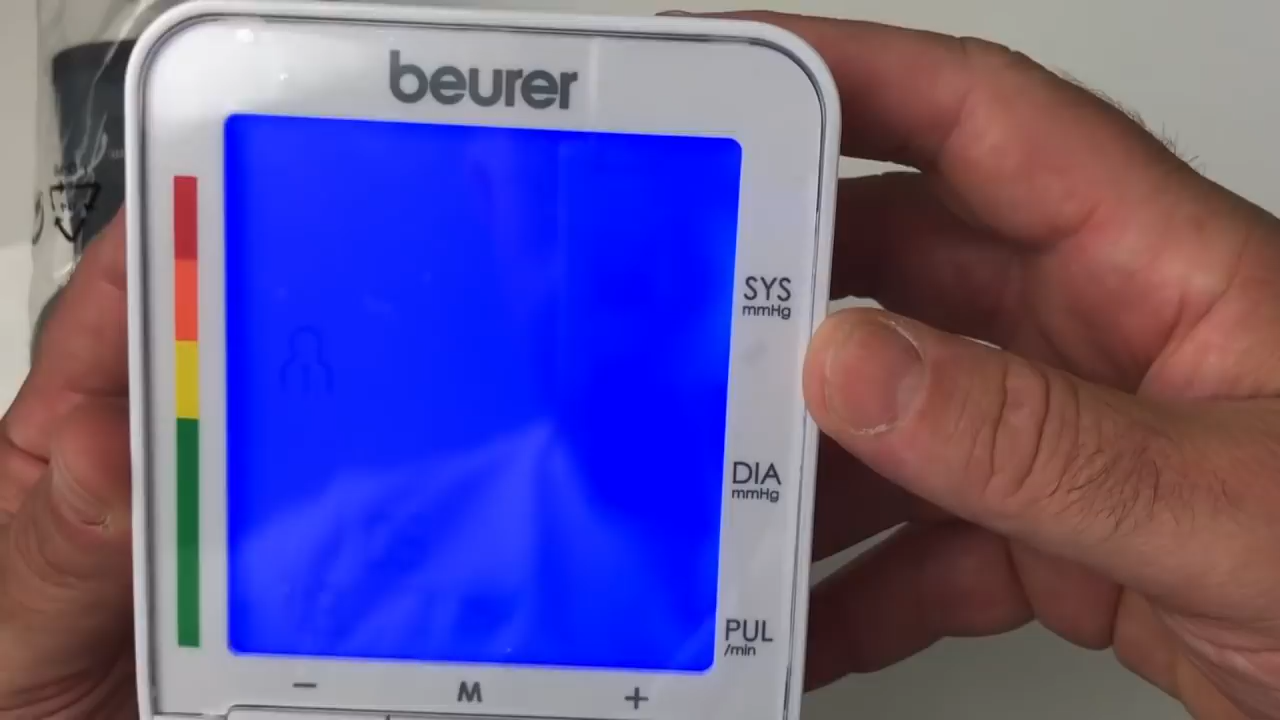 beurer
SYS
mmHg
DIA
mmHg
PUL
/min
− M +